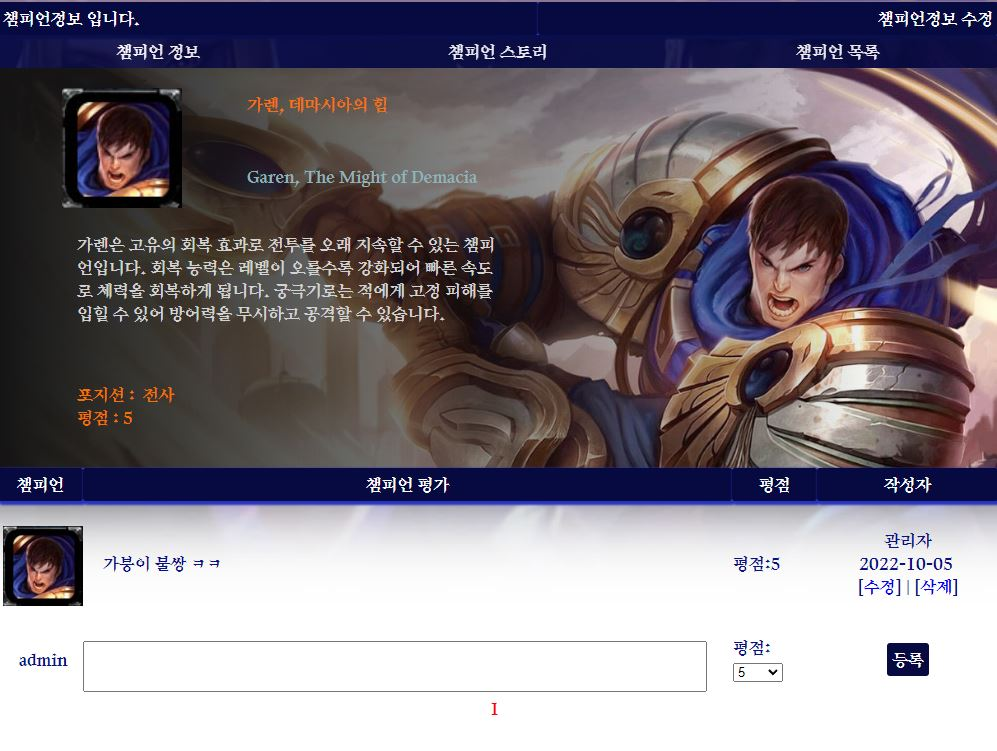 챔피언정보 입니다.
챔피언정보 수정
챔피언 정보
챔피언 스토리
챔피언 목록
가렌, 데마시아의 힘
Garen, The Might of Demacia
가렌은 고유의 회복 효과로 전투를 오래 지속할 수 있는 챔피
언입니다. 회복 능력은 레벨이 오를수록 강화되어 빠른 속도
로 체력을 회복하게 됩니다. 궁극기로는 적에게 고정 피해를
입힐 수 있어 방어력을 무시하고 공격할 수 있습니다.
포지션 : 전사
평점 : 5
챔피언
챔피언 평가
평점
작성자
가붕이 불쌍 ㅋㅋ
평점:5
관리자
2022-10-05
[수정] | [삭제]
admin
평점:
5
등록
1